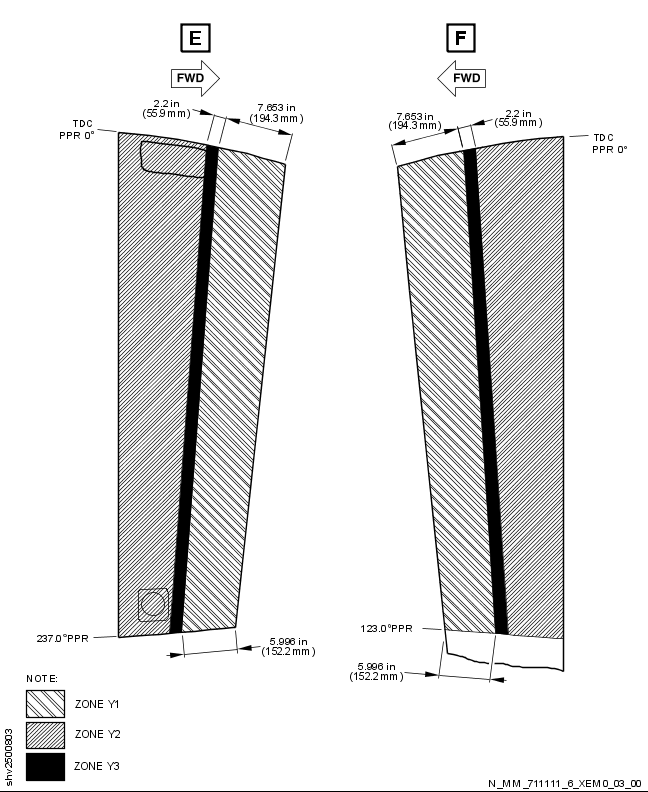 E
F
FWD
FWD
2.2 in
(55.9 mm)
7.653 in
(194.3 mm)
7.653 in
(194.3 mm)
2.2 in
(55.9 mm)
TDC
PPR 0°
TDC
PPR 0°
237.0°PPR
5.996 in
(152.2 mm)
123.0°PPR
5.996 in
(152.2 mm)
NOTE:
ZONE Y1
ZONE Y2
ZONE Y3
shv2500803
N_MM_711111_6_XEM0_03_00